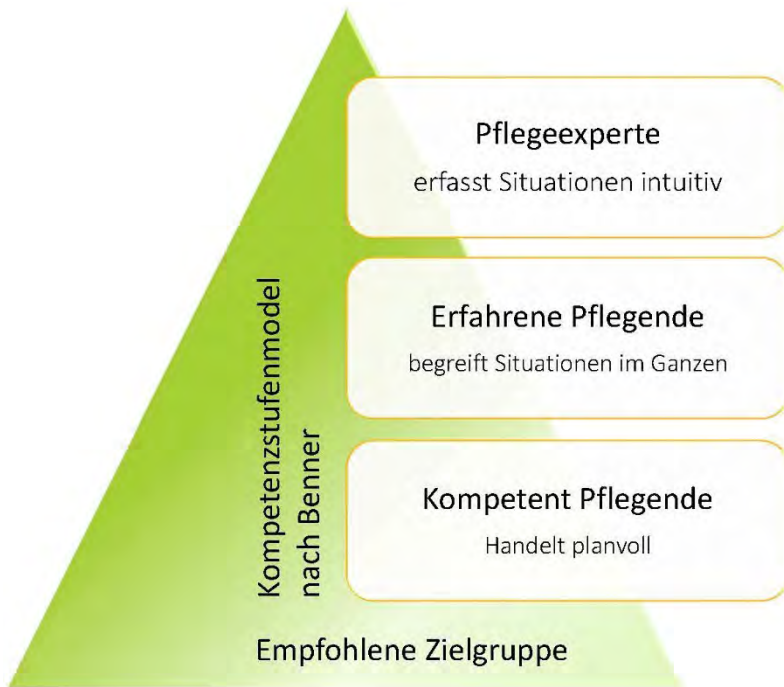 Pflegeexperte
erfasst Situationen intuitiv
Erfahrene Pflegende
begreift Situationen im Ganzen
Kompetent Pflegende
Handelt planvoll
Kompetenzstufenmodel
nach Benner
Empfohlene Zielgruppe